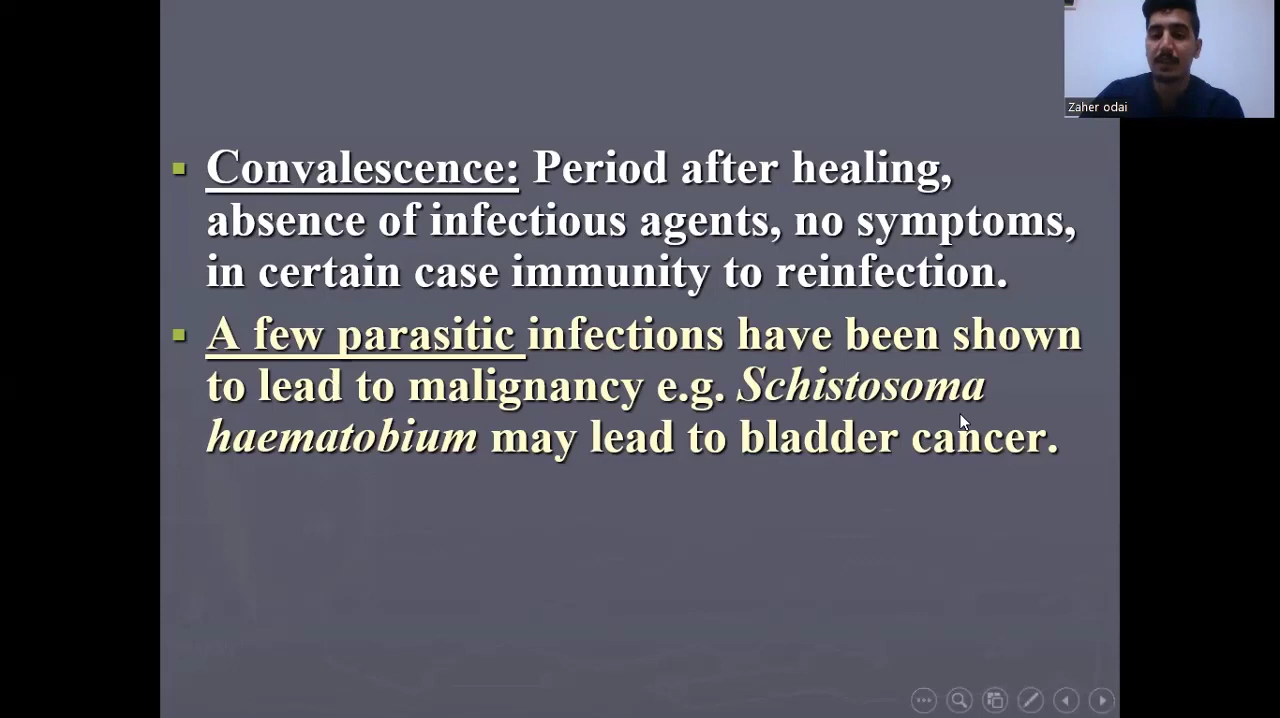 Zaher odai
Convalescence: Period after healing,
absence of infectious agents, no symptoms,
in certain case immunity to reinfection.
A few parasitic infections have been shown
to lead to malignancy e.g. Schistosoma
haematobium may lead to bladder cancer.